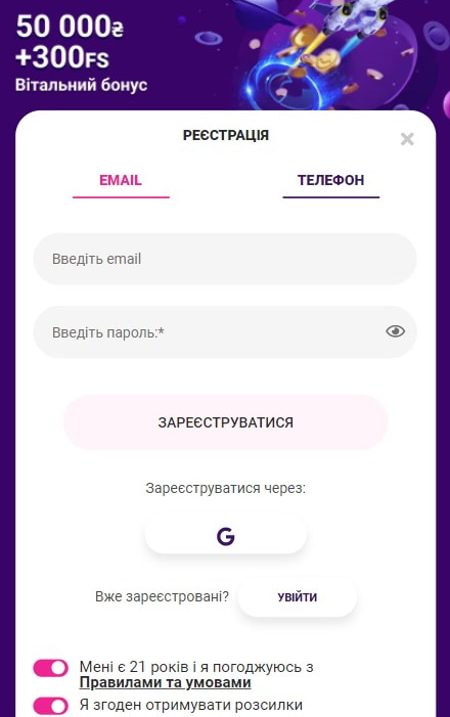 50 000₴
+300FS
Вітальний бонус
РЕЄСТРАЦІЯ
EMAIL
ТЕЛЕФОН
Введіть email
Введіть пароль:*
ЗАРЕЄСТРУВАТИСЯ
Зареєструватися через:
G
Вже зареєстровані? УВІЙТИ
Мені є 21 років і я погоджуюсь з
Правилами та умовами
Я згоден отримувати розсилки